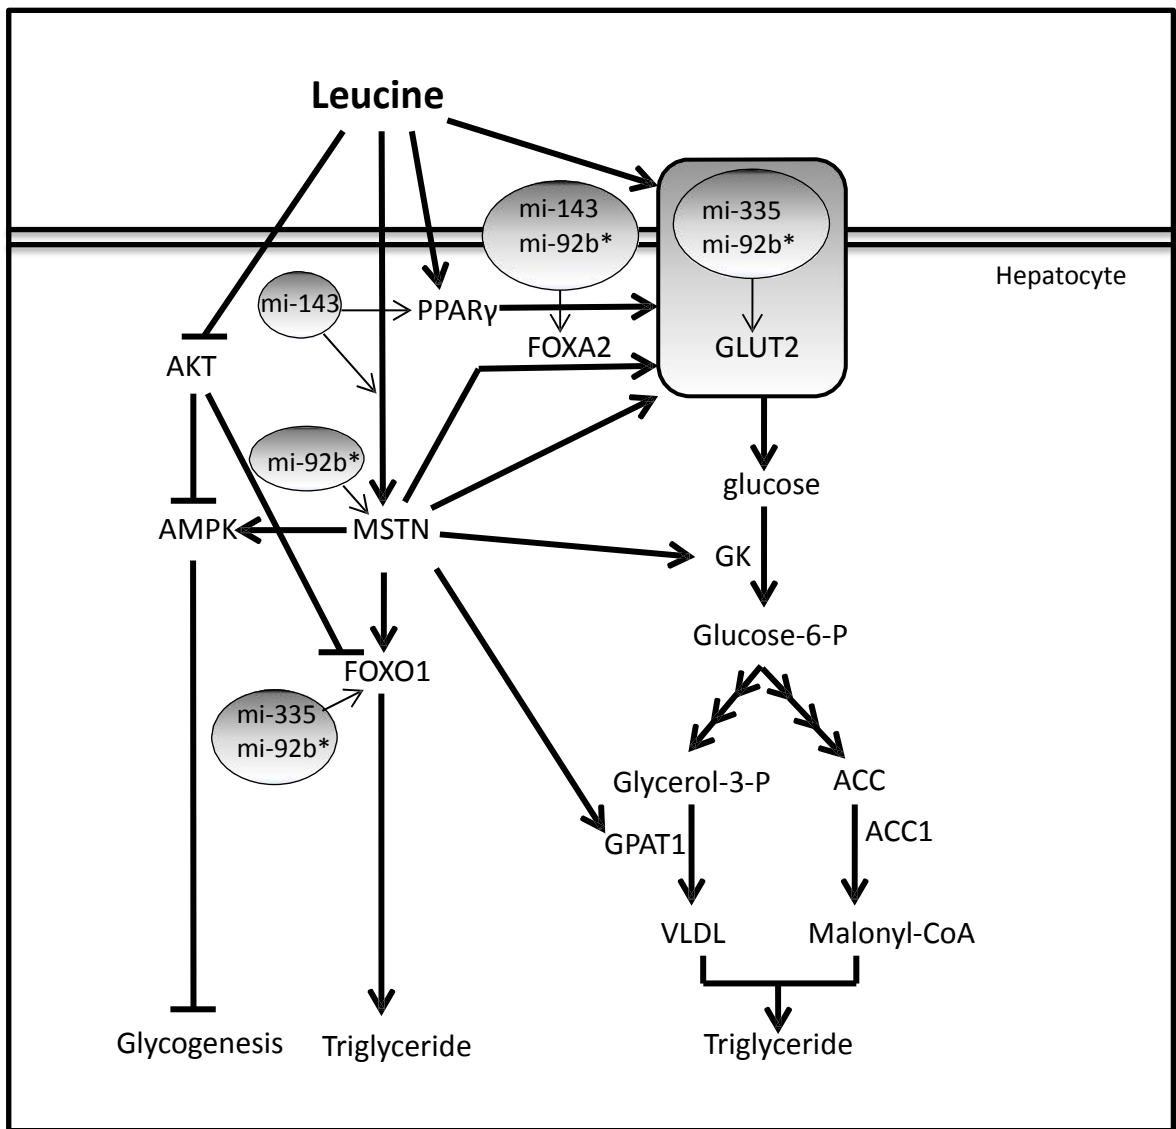 Leucine
mi-143
mi-92b*
mi-335
mi-92b*
Hepatocyte
mi-143
PPARγ
FOXA2
GLUT2
AKT
mi-92b*
glucose
AMPK
MSTN
GK
Glucose-6-P
FOXO1
mi-335
mi-92b*
Glycerol-3-P
ACC
GPAT1
ACC1
VLDL
Malonyl-CoA
Glycogenesis
Triglyceride
Triglyceride